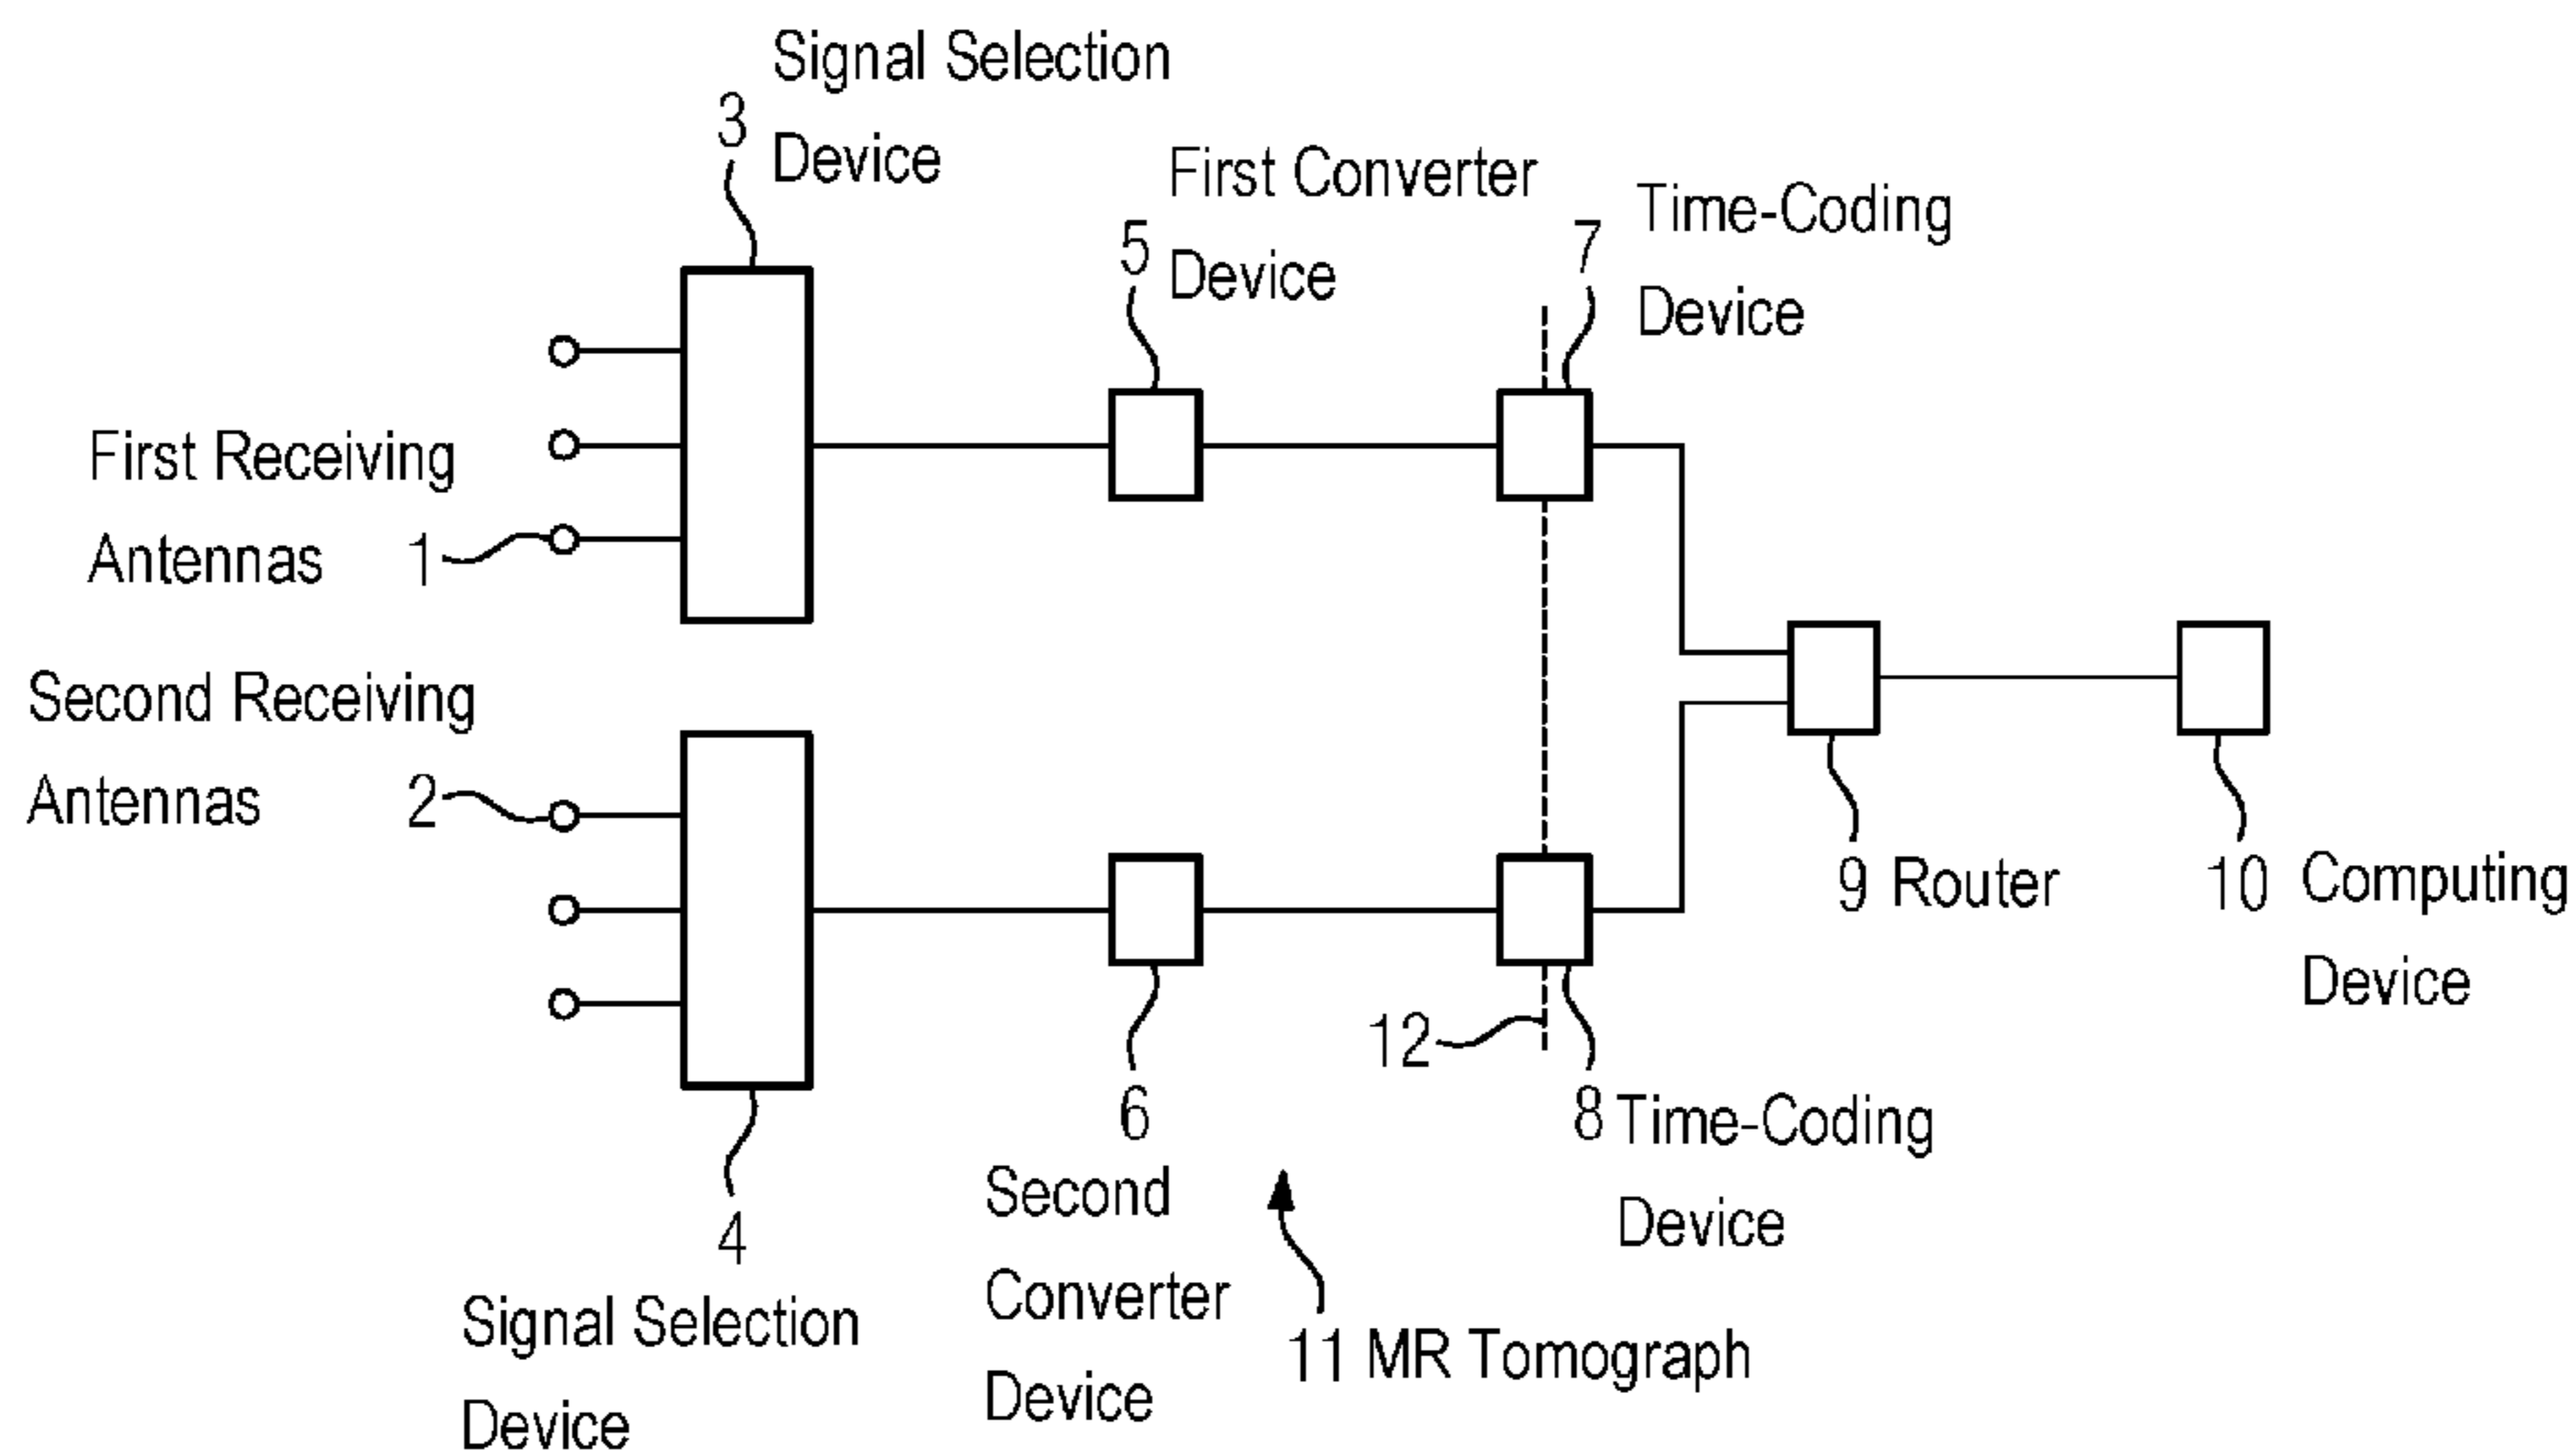 Signal Selection
3
Device
First Converter
5
Device
Time-Coding
7
Device
First Receiving
Antennas 1
Second Receiving
Antennas 2
9 Router
10 Computing
Device
12
6
8 Time-Coding
Device
Second
Converter
Device
4
Signal Selection
Device
11 MR Tomograph